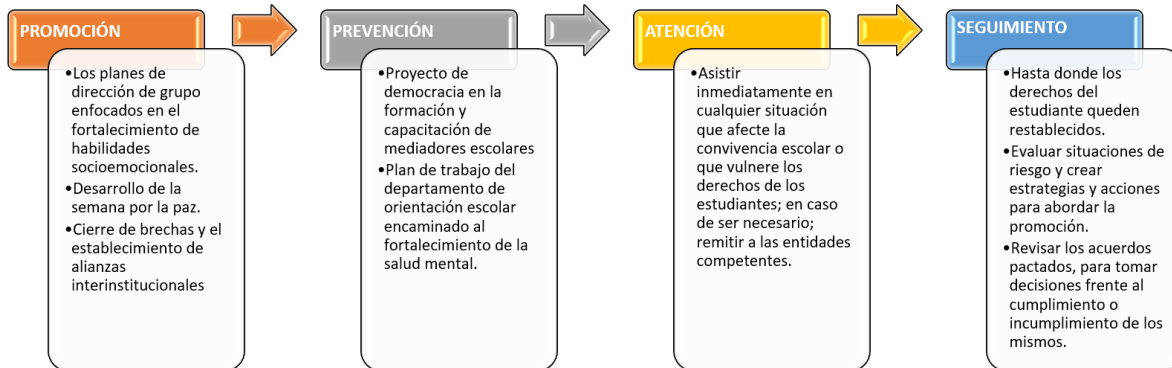 PROMOCIÓN
•Los planes de
dirección de grupo
enfocados en el
fortalecimiento de
habilidades
socioemocionales.
•Desarrollo de la
semana por la paz.
•Cierre de brechas y el
establecimiento de
alianzas
interinstitucionales
PREVENCIÓN
•Proyecto de
democracia en la
formación y
capacitación de
mediadores escolares
•Plan de trabajo del
departamento de
orientación escolar
encaminado al
fortalecimiento de la
salud mental.
ATENCIÓN
•Asistir
inmediatamente en
cualquier situación
que afecte la
convivencia escolar o
que vulnere los
derechos de los
estudiantes; en caso
de ser necesario;
remitir a las entidades
competentes.
SEGUIMIENTO
•Hasta donde los
derechos del
estudiante queden
restablecidos.
•Evaluar situaciones de
riesgo y crear
estrategias y acciones
para abordar la
promoción.
•Revisar los acuerdos
pactados, para tomar
decisiones frente al
cumplimiento o
incumplimiento de los
mismos.